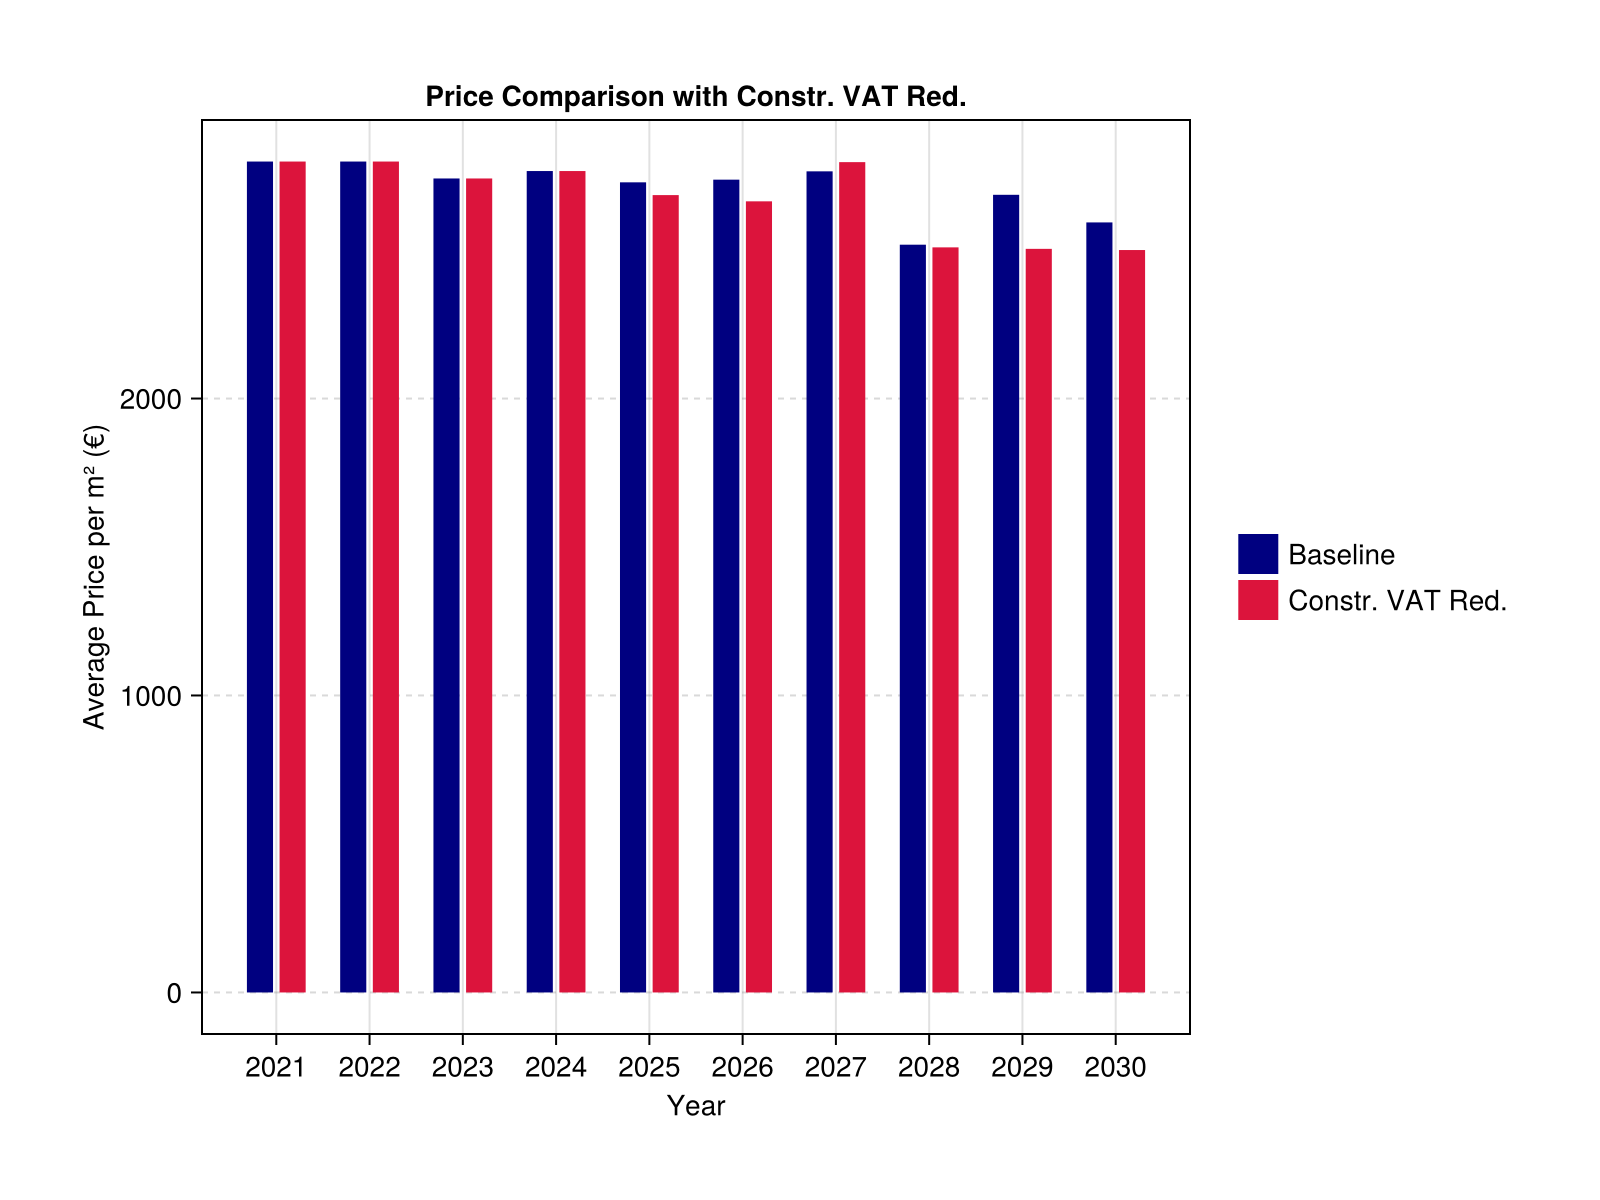 Price Comparison with Constr. VAT Red.
Average Price per m² (€)
2000
1000
0
2021 2022 2023 2024 2025 2026 2027 2028 2029 2030
Year
Baseline
Constr. VAT Red.